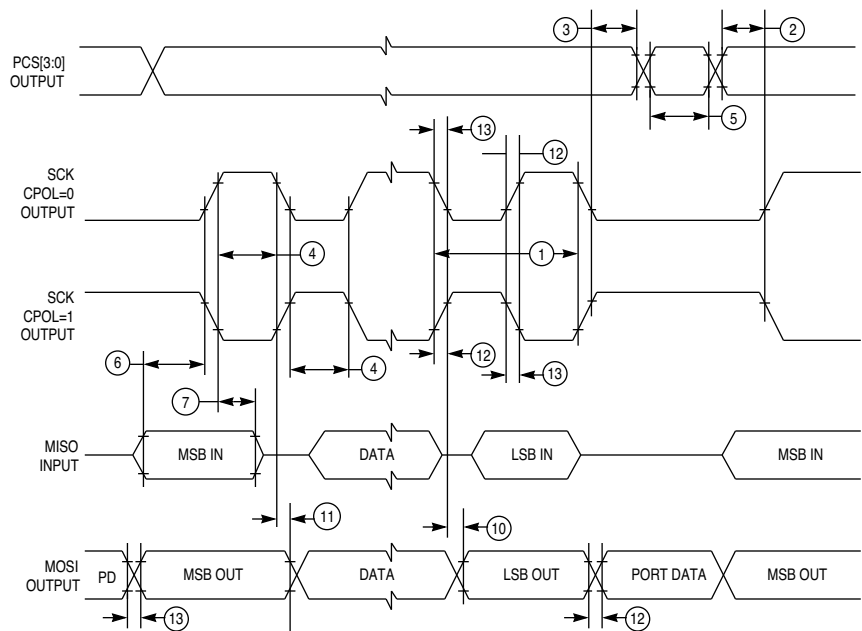 3
2
PCS[3:0]
OUTPUT
5
13
12
SCK
CPOL=0
OUTPUT
4
1
SCK
CPOL=1
OUTPUT
12
6
4
13
7
MISO
INPUT
MSB IN
DATA
LSB IN
MSB IN
11
10
MOSI
OUTPUT
PD
MSB OUT
DATA
LSB OUT
PORT DATA
MSB OUT
13
12